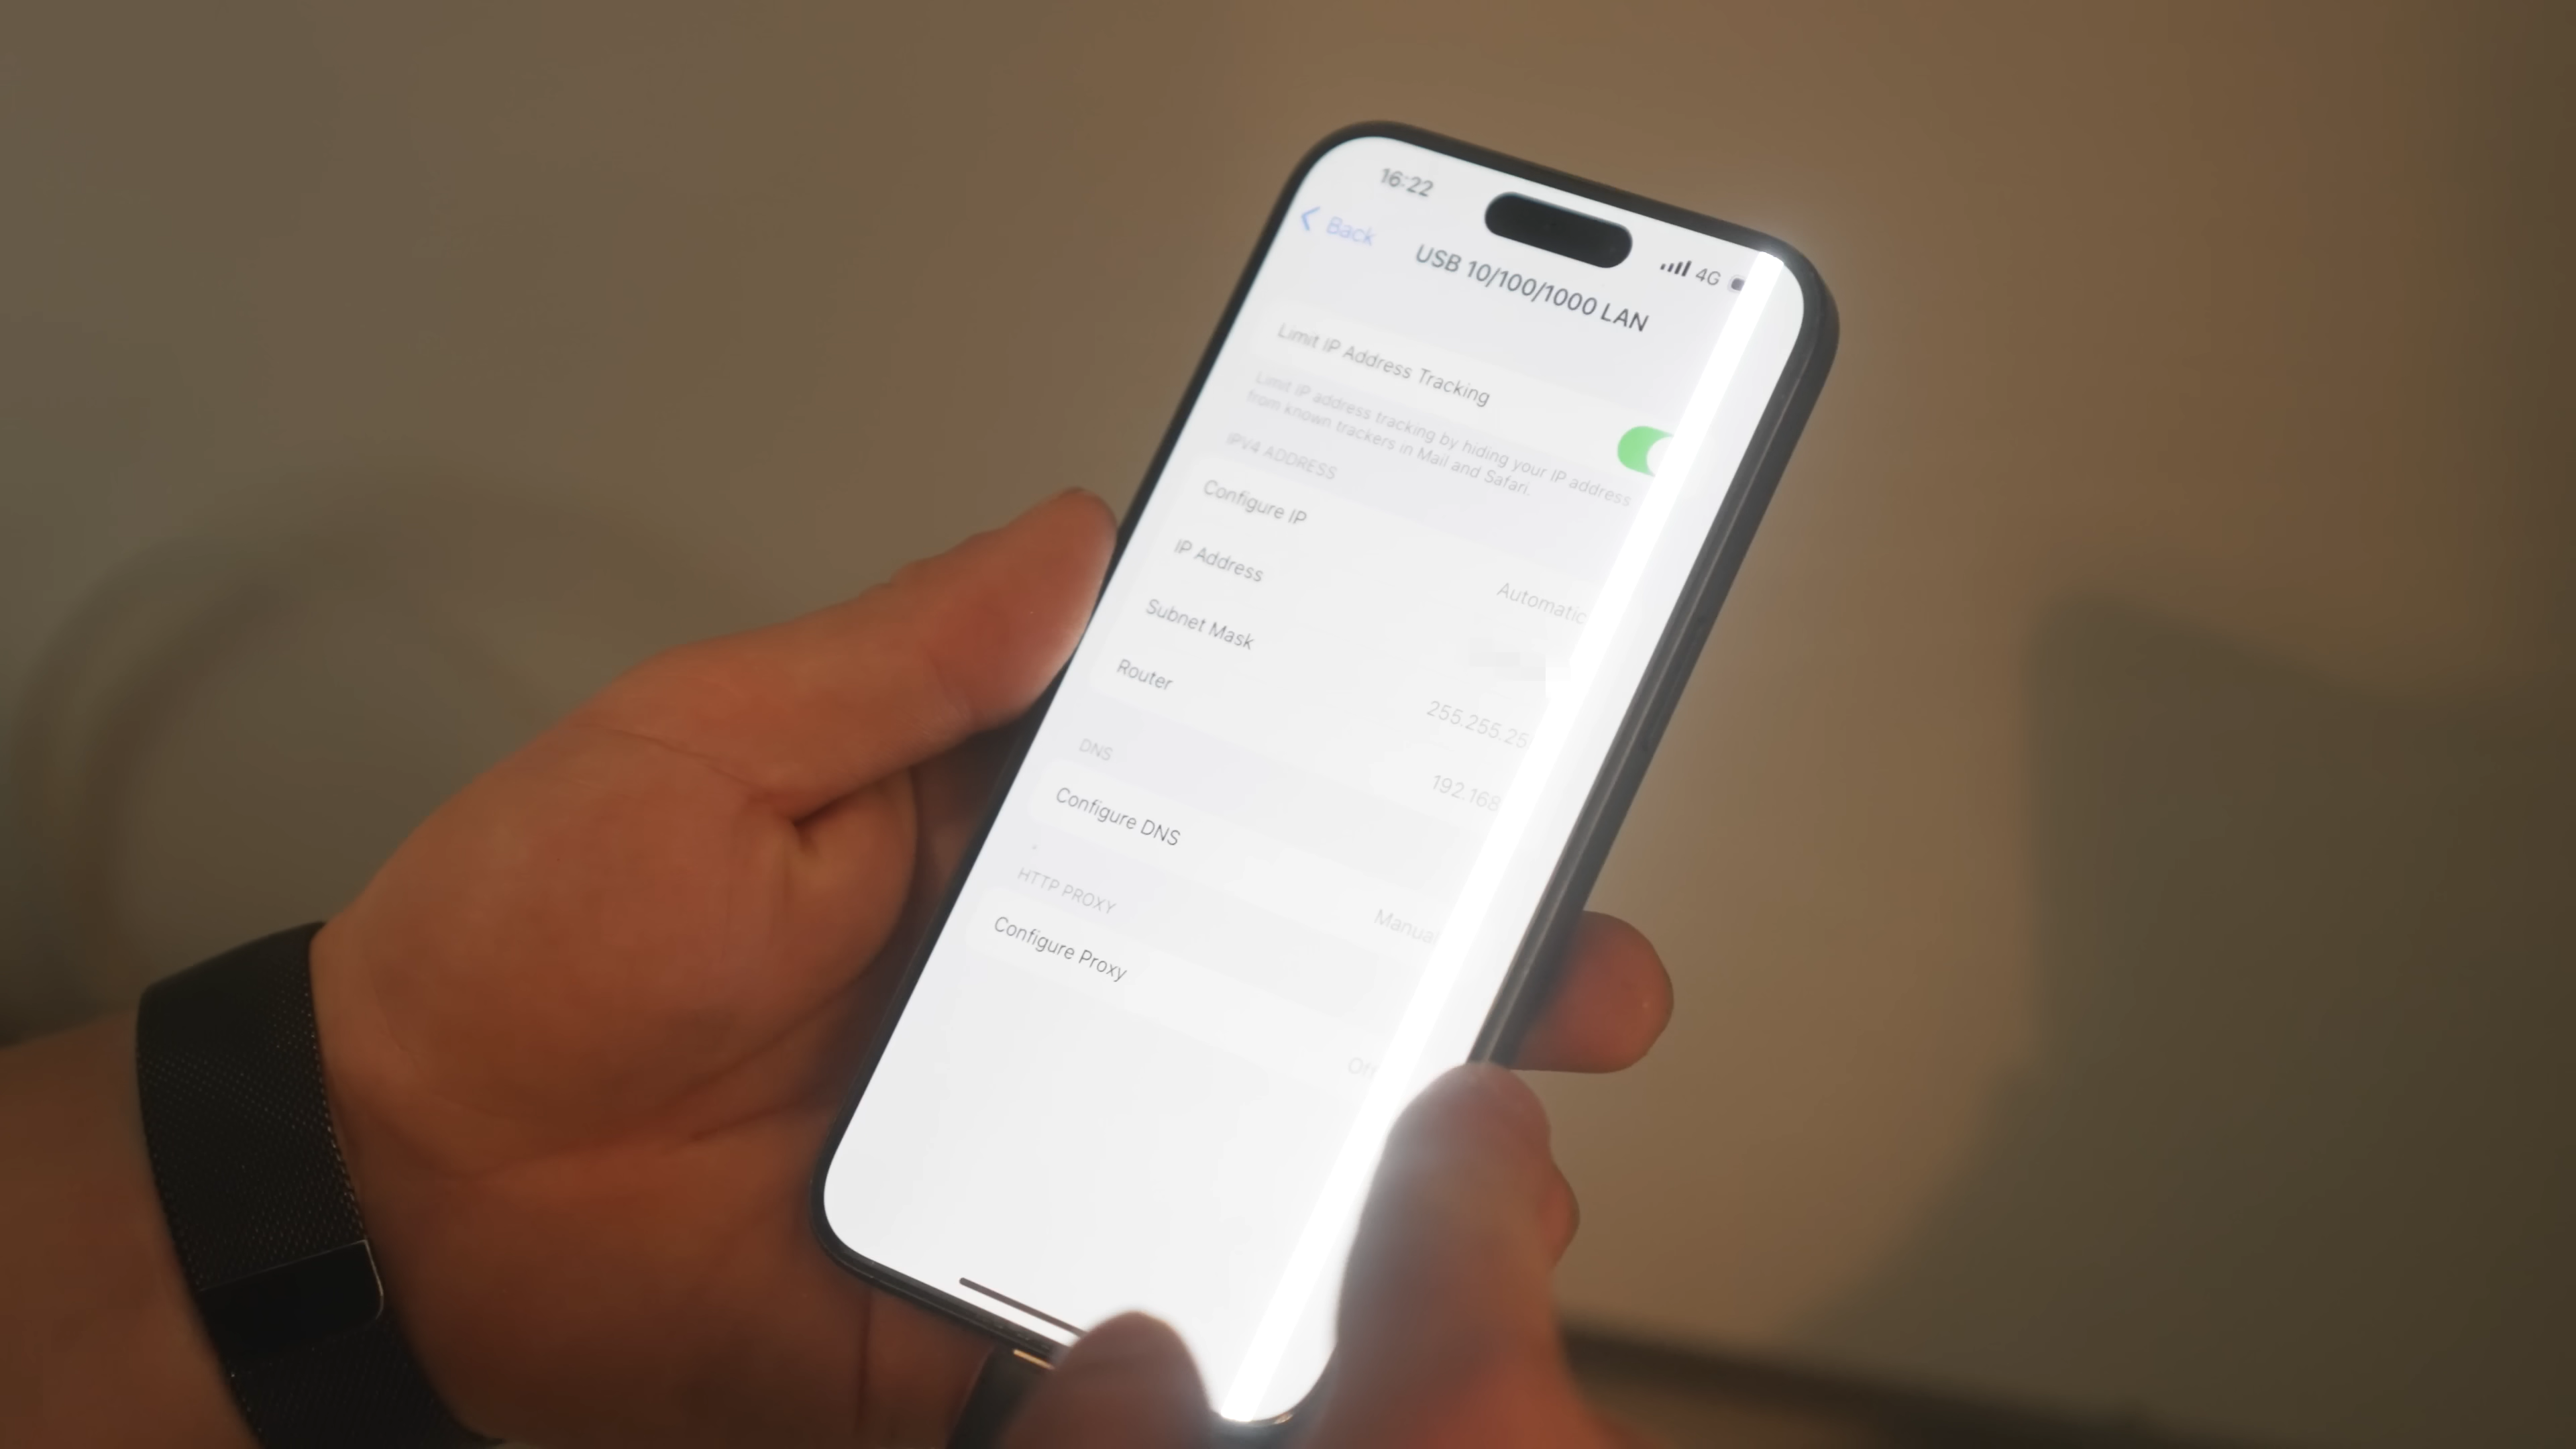 16:22
4G
Back
USB 10/100/1000 LAN
Limit IP Address Tracking
Limit IP address tracking by hiding your IP address
from known trackers in Mail and Safari.
IPV4 ADDRESS
Configure IP
Automatic
IP Address
Subnet Mask
255.255.25
Router
192.168
DNS
Configure DNS
Manual
HTTP PROXY
Configure Proxy
Off